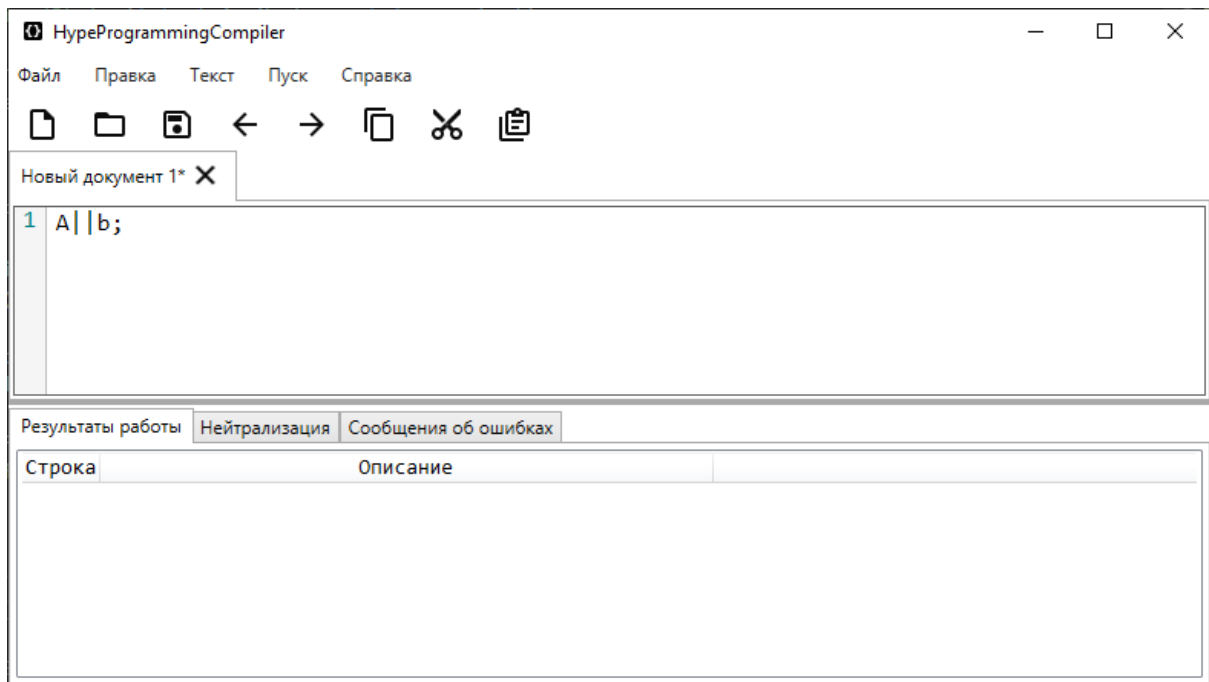 HypeProgrammingCompiler
Файл Правка Текст Пуск Справка
Новый документ 1*
1 A||b;
Результаты работы Нейтрализация Сообщения об ошибках
Строка Описание